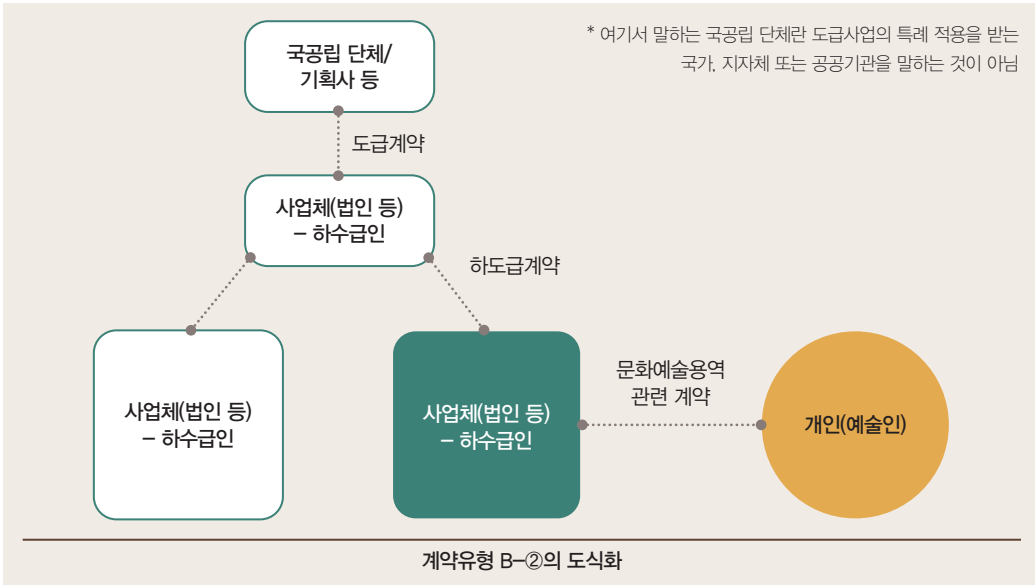 국공립 단체/
기획사 등
* 여기서 말하는 국공립 단체란 도급사업의 특례 적용을 받는
국가, 지자체 또는 공공기관을 말하는 것이 아님
도급계약
사업체(법인 등)
– 하수급인
하도급계약
사업체(법인 등)
– 하수급인
사업체(법인 등)
– 하수급인
문화예술용역
관련 계약
개인(예술인)
계약유형 B–②의 도식화